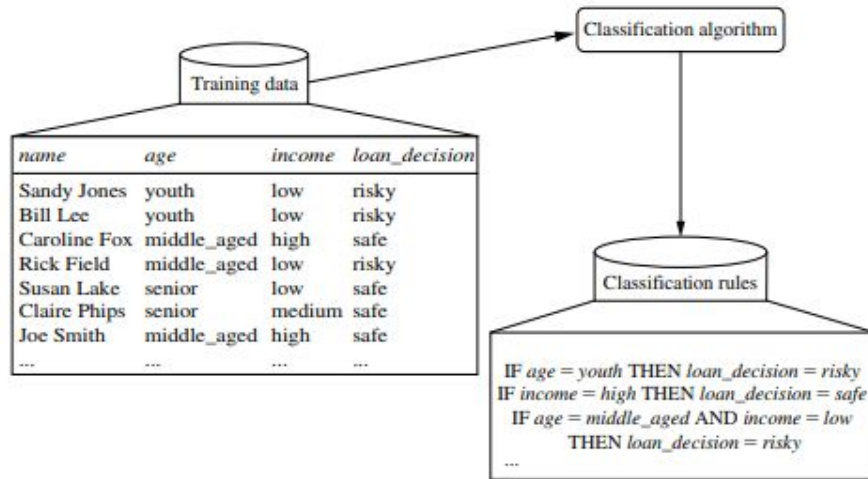 Classification algorithm
Training data
name age income loan_decision
Sandy Jones youth low risky
Bill Lee youth low risky
Caroline Fox middle_aged high safe
Rick Field middle_aged low risky
Susan Lake senior low safe
Claire Phips senior medium safe
Joe Smith middle_aged high safe
... ... ... ...
Classification rules
IF age = youth THEN loan_decision = risky
IF income = high THEN loan_decision = safe
IF age = middle_aged AND income = low
THEN loan_decision = risky
...